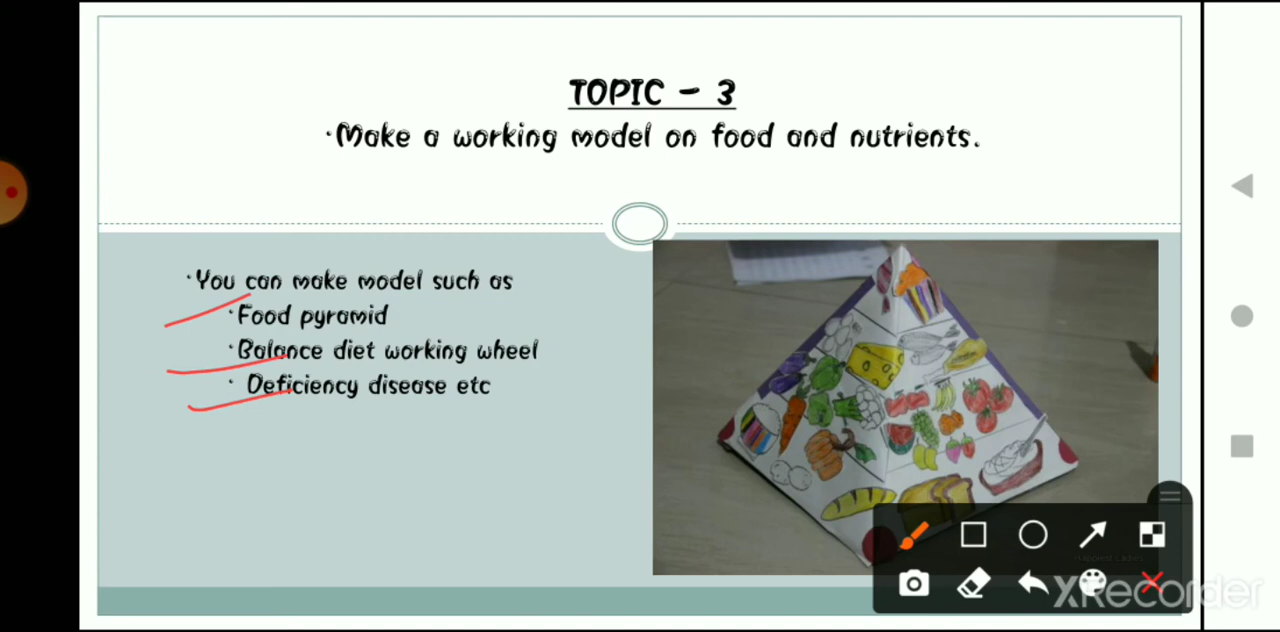 TOPIC - 3
·Make a working model on food and nutrients.
·You can make model such as
·Food pyramid
·Balance diet working wheel
· Deficiency disease etc
XRecorder